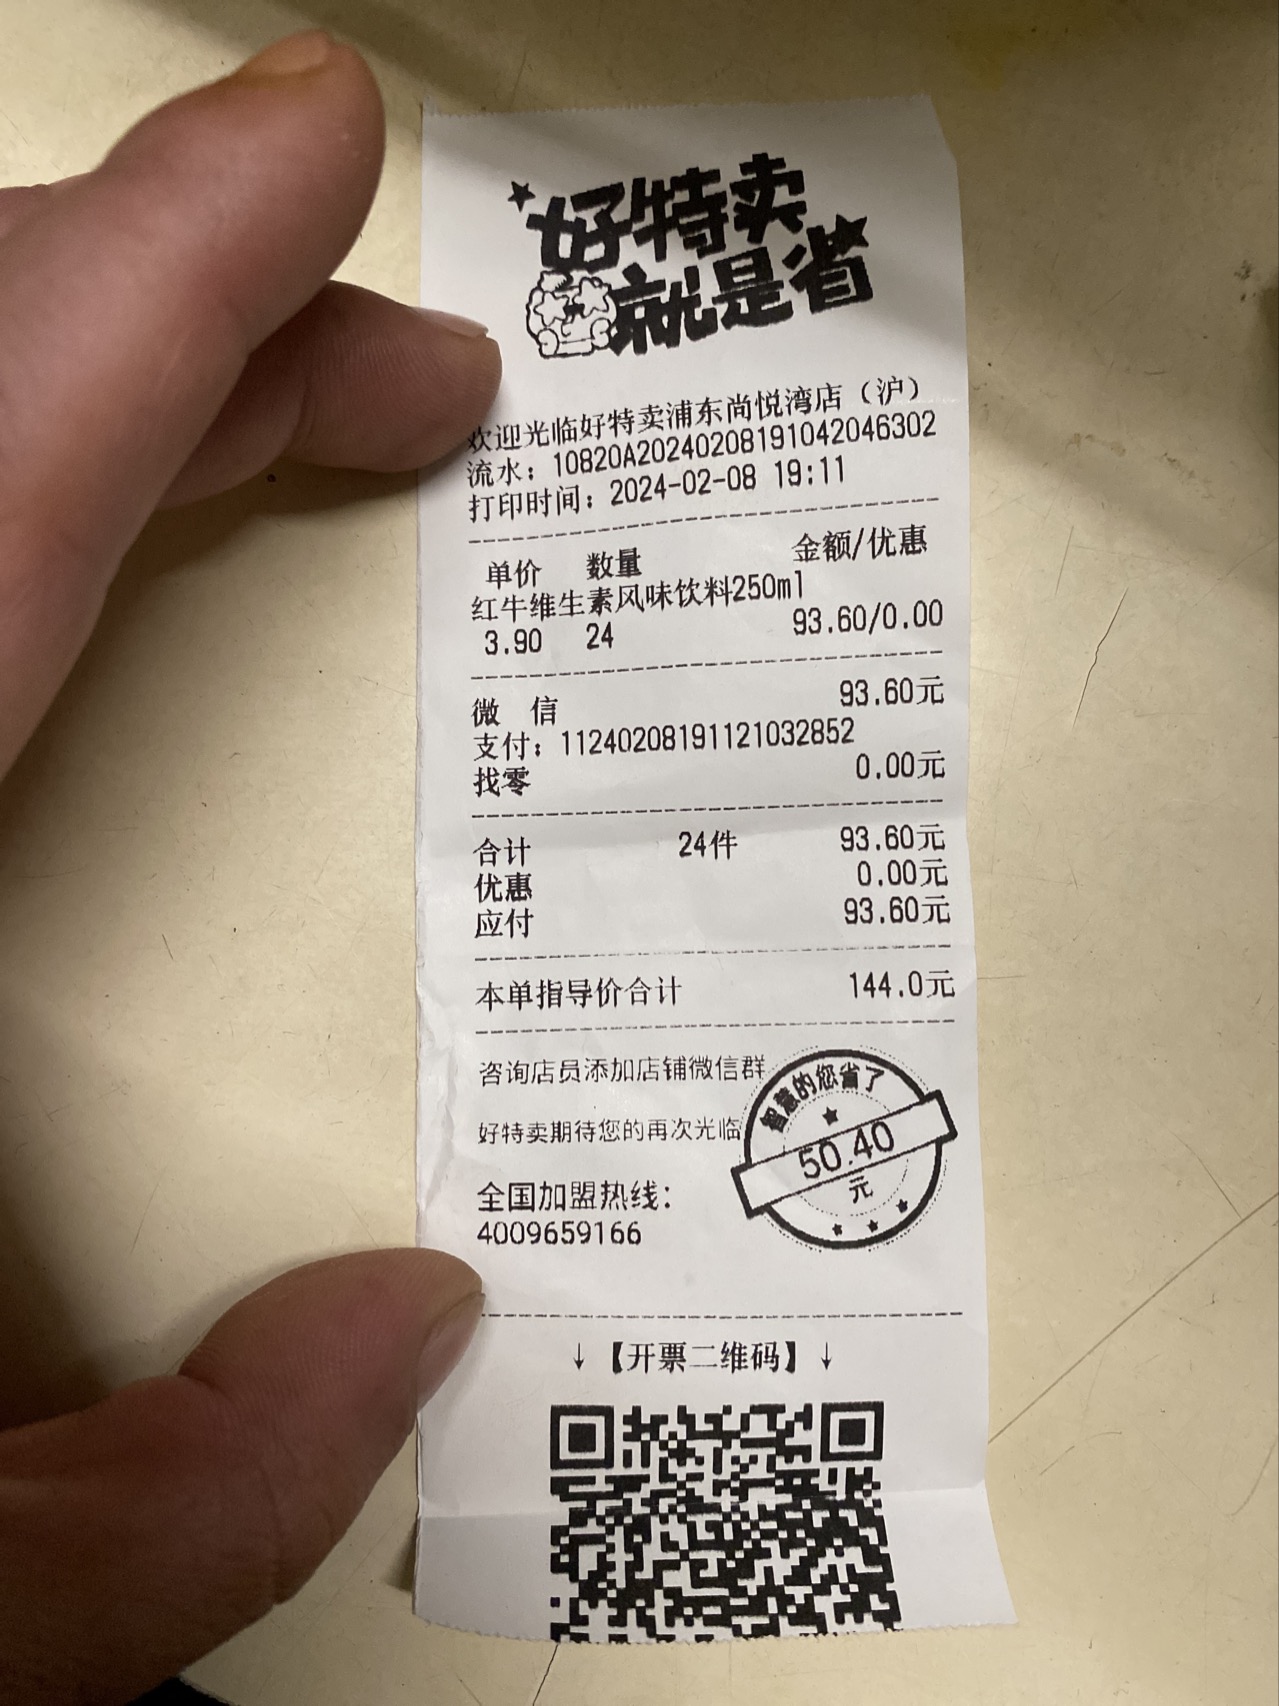 好特卖
就是省
欢迎光临好特卖浦东尚悦湾店（沪）
流水：10820A20240208191042046302
打印时间：2024-02-08 19:11
单价 数量 金额/优惠
红牛维生素风味饮料250ml
3.90 24 93.60/0.00
微 信 93.60元
支付：11240208191121032852
找零 0.00元
合计 24件 93.60元
优惠 0.00元
应付 93.60元
本单指导价合计 144.0元
咨询店员添加店铺微信群
好特卖期待您的再次光临
智慧的您省了
50.40
元
全国加盟热线：
4009659166
↓【开票二维码】↓